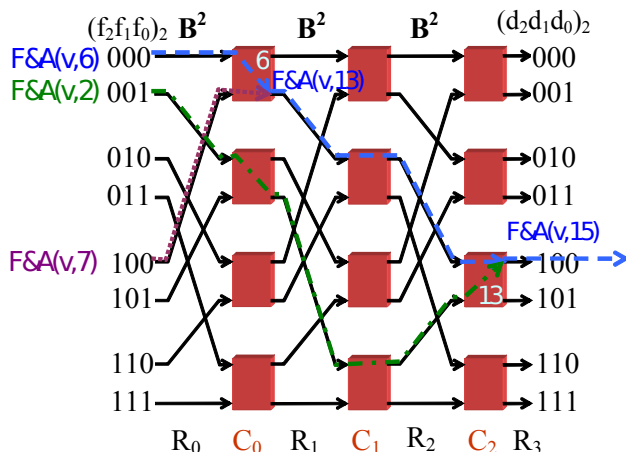 (f₂f₁f₀)₂ B² B² B² (d₂d₁d₀)₂
F&A(v,6) 000 6 000
F&A(v,2) 001 F&A(v,13) 001
010 010
011 011
F&A(v,15)
F&A(v,7) 100 100
101 13 101
110 110
111 111
R₀ C₀ R₁ C₁ R₂ C₂ R₃